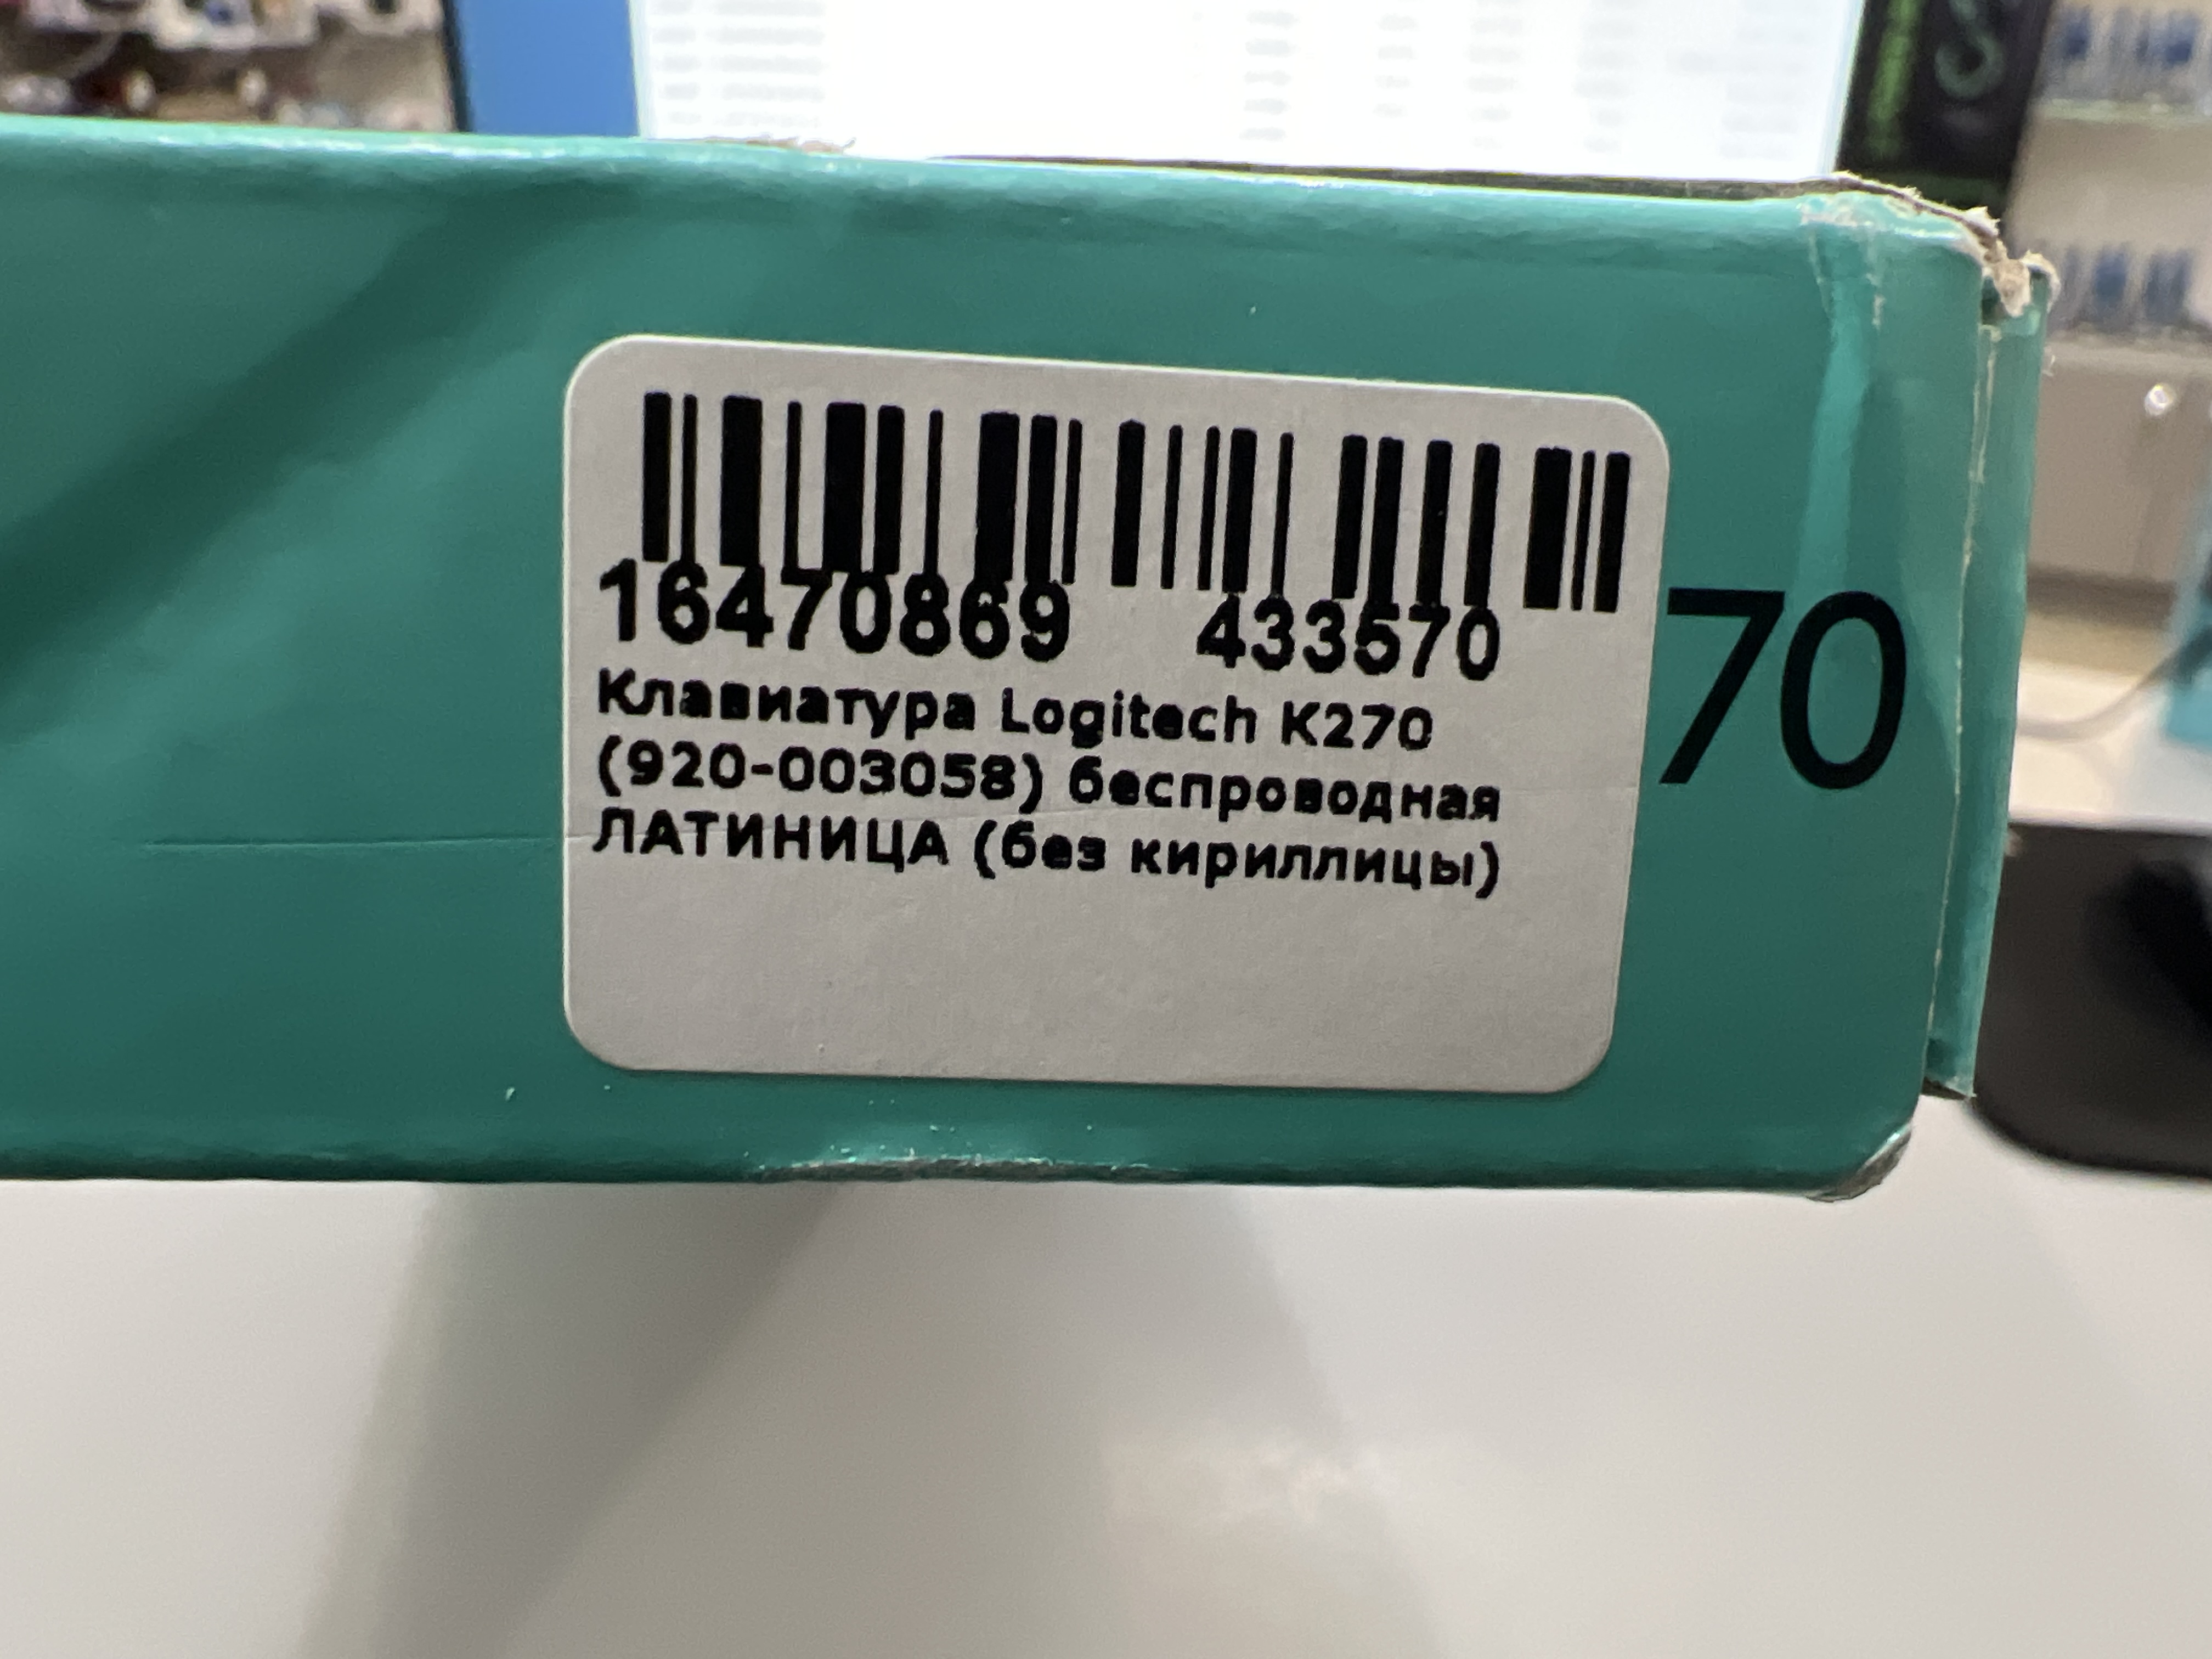 16470869 433570
Клавиатура Logitech K270
(920-003058) беспроводная
ЛАТИНИЦА (без кириллицы)
70